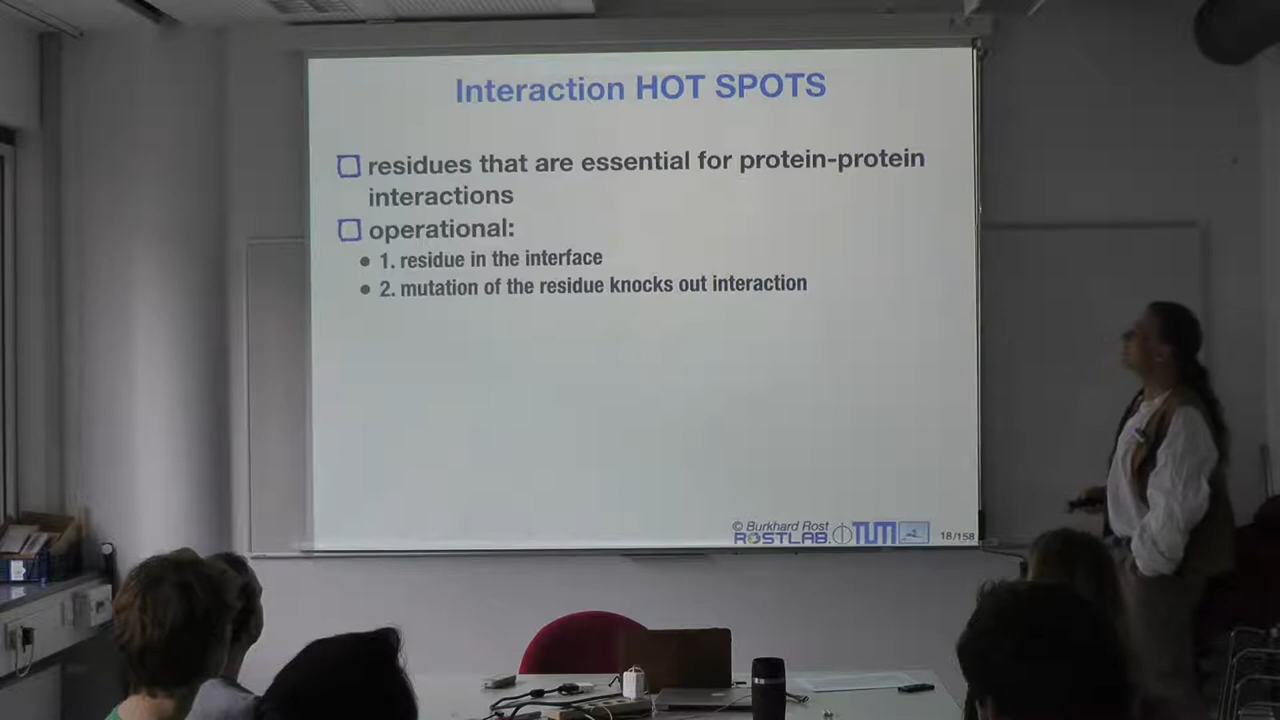 Interaction HOT SPOTS
residues that are essential for protein-protein
interactions
operational:
1. residue in the interface
2. mutation of the residue knocks out interaction
© Burkhard Rost
ROSTLAB
TUM
18/158